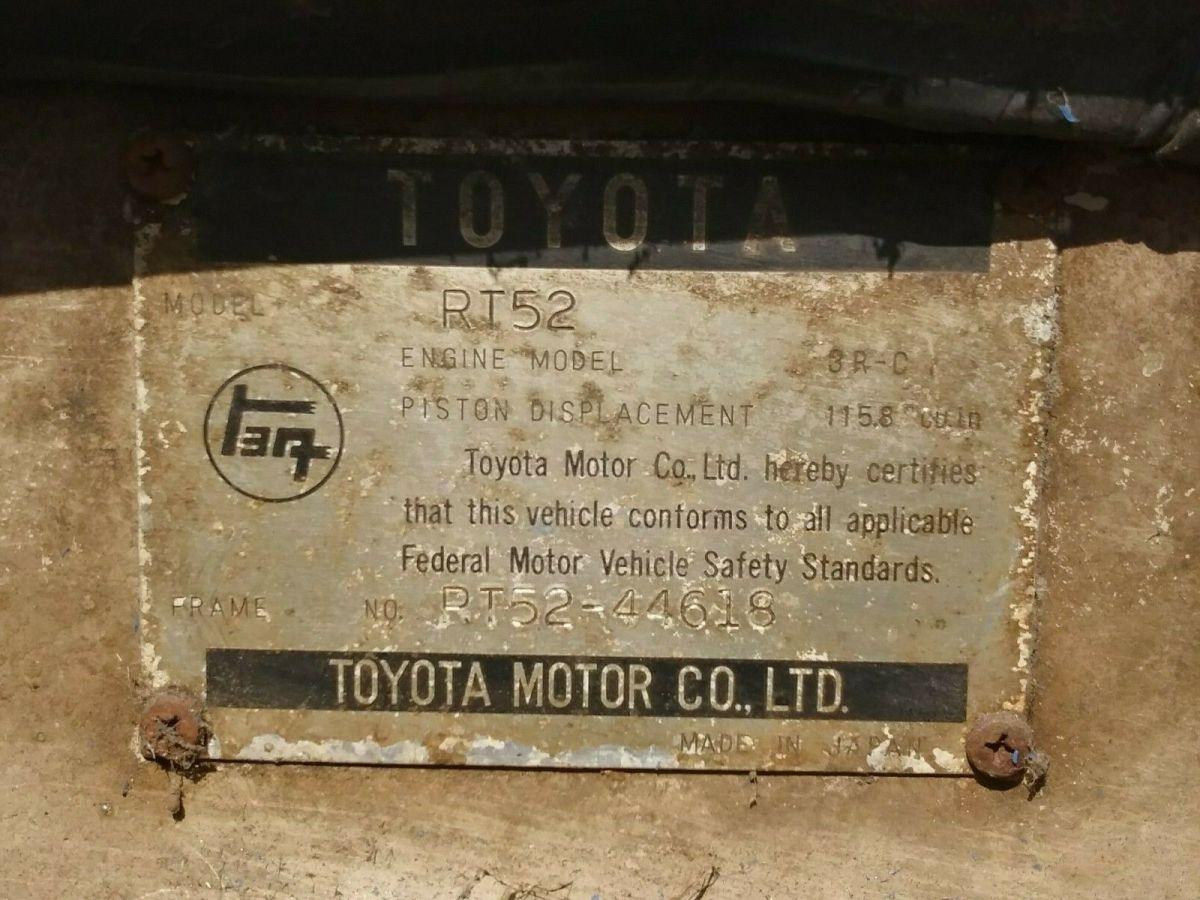 TOYOTA
MODEL RT52
ENGINE MODEL 3R-C
PISTON DISPLACEMENT 115.8 cu.in
Toyota Motor Co., Ltd. hereby certifies
that this vehicle conforms to all applicable
Federal Motor Vehicle Safety Standards.
FRAME NO. RT52-44618
TOYOTA MOTOR CO., LTD.
MADE IN JAPAN